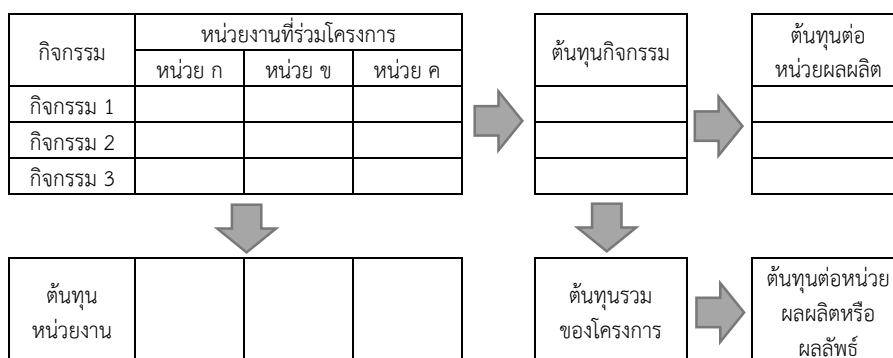 กิจกรรม
หน่วยงานที่ร่วมโครงการ
หน่วย ก หน่วย ข หน่วย ค
กิจกรรม 1
กิจกรรม 2
กิจกรรม 3
ต้นทุนกิจกรรม
ต้นทุนต่อ
หน่วยผลผลิต
ต้นทุน
หน่วยงาน
ต้นทุนรวม
ของโครงการ
ต้นทุนต่อหน่วย
ผลผลิตหรือ
ผลลัพธ์